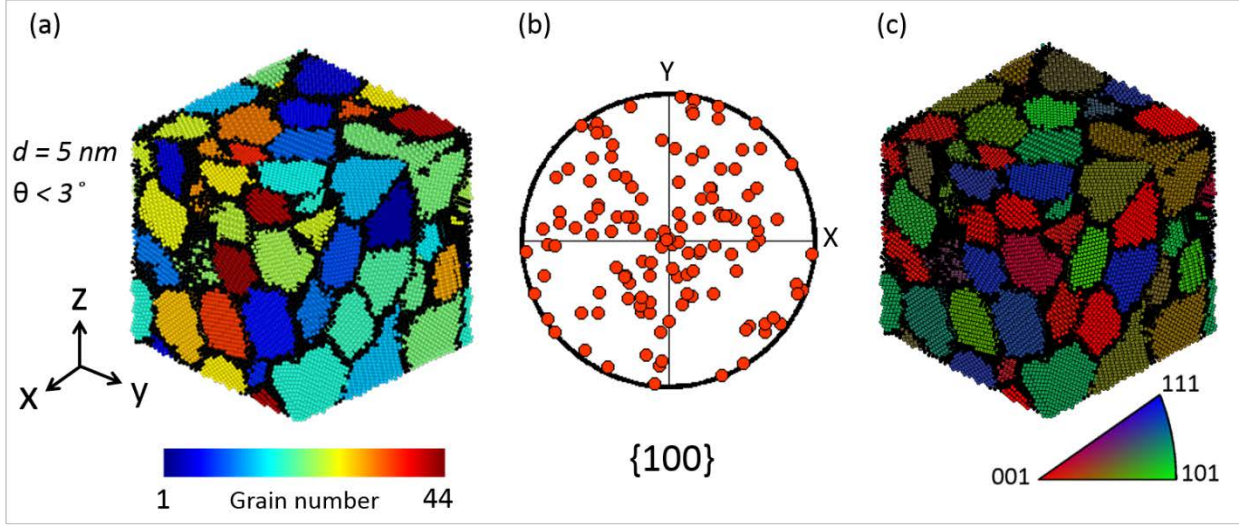 (a)
(b)
(c)
d = 5 nm
θ < 3˚
Y
X
Z
X
y
1 Grain number 44
{100}
111
001
101